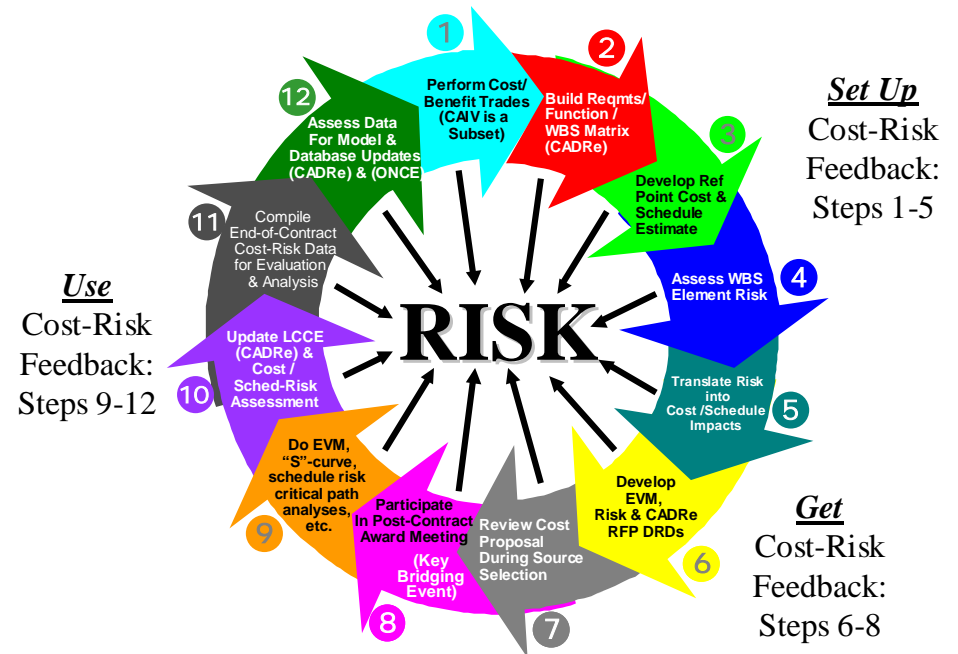 1
Perform Cost/
Benefit Trades
(CAIV is a
Subset)
2
Build Reqmts/
Function /
WBS Matrix
(CADRe)
3
Develop Ref
Point Cost &
Schedule
Estimate
4
Assess WBS
Element Risk
5
Translate Risk
into
Cost /Schedule
Impacts
6
Develop
EVM,
Risk & CADRe
RFP DRDs
7
Review Cost
Proposal
During Source
Selection
8
Participate
In Post-Contract
Award Meeting
(Key
Bridging
Event)
9
Do EVM,
“S”-curve,
schedule risk
critical path
analyses,
etc.
10
Update LCCE
(CADRe) &
Cost /
Sched-Risk
Assessment
11
Compile
End-of-Contract
Cost-Risk Data
for Evaluation
& Analysis
12
Assess Data
For Model &
Database Updates
(CADRe) & (ONCE)
RISK
Set Up
Cost-Risk
Feedback:
Steps 1-5
Get
Cost-Risk
Feedback:
Steps 6-8
Use
Cost-Risk
Feedback:
Steps 9-12